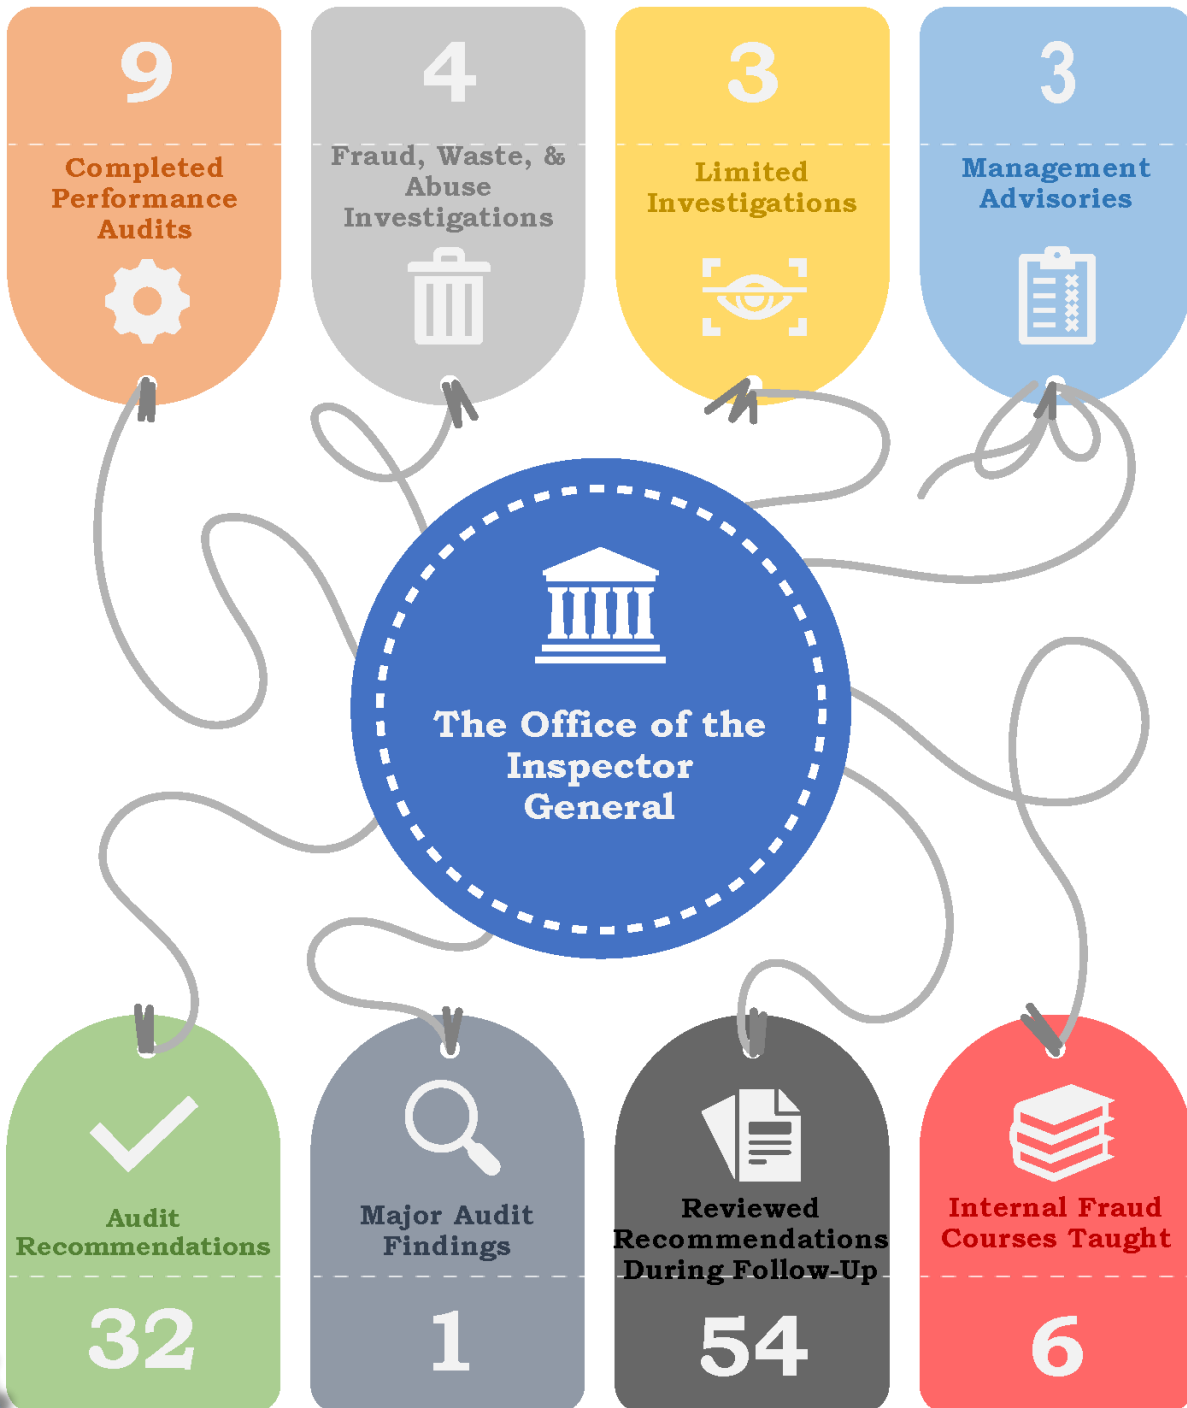 9
Completed
Performance
Audits
4
Fraud, Waste, &
Abuse
Investigations
3
Limited
Investigations
3
Management
Advisories
The Office of the
Inspector
General
Audit
Recommendations
32
Major Audit
Findings
1
Reviewed
Recommendations
During Follow-Up
54
Internal Fraud
Courses Taught
6